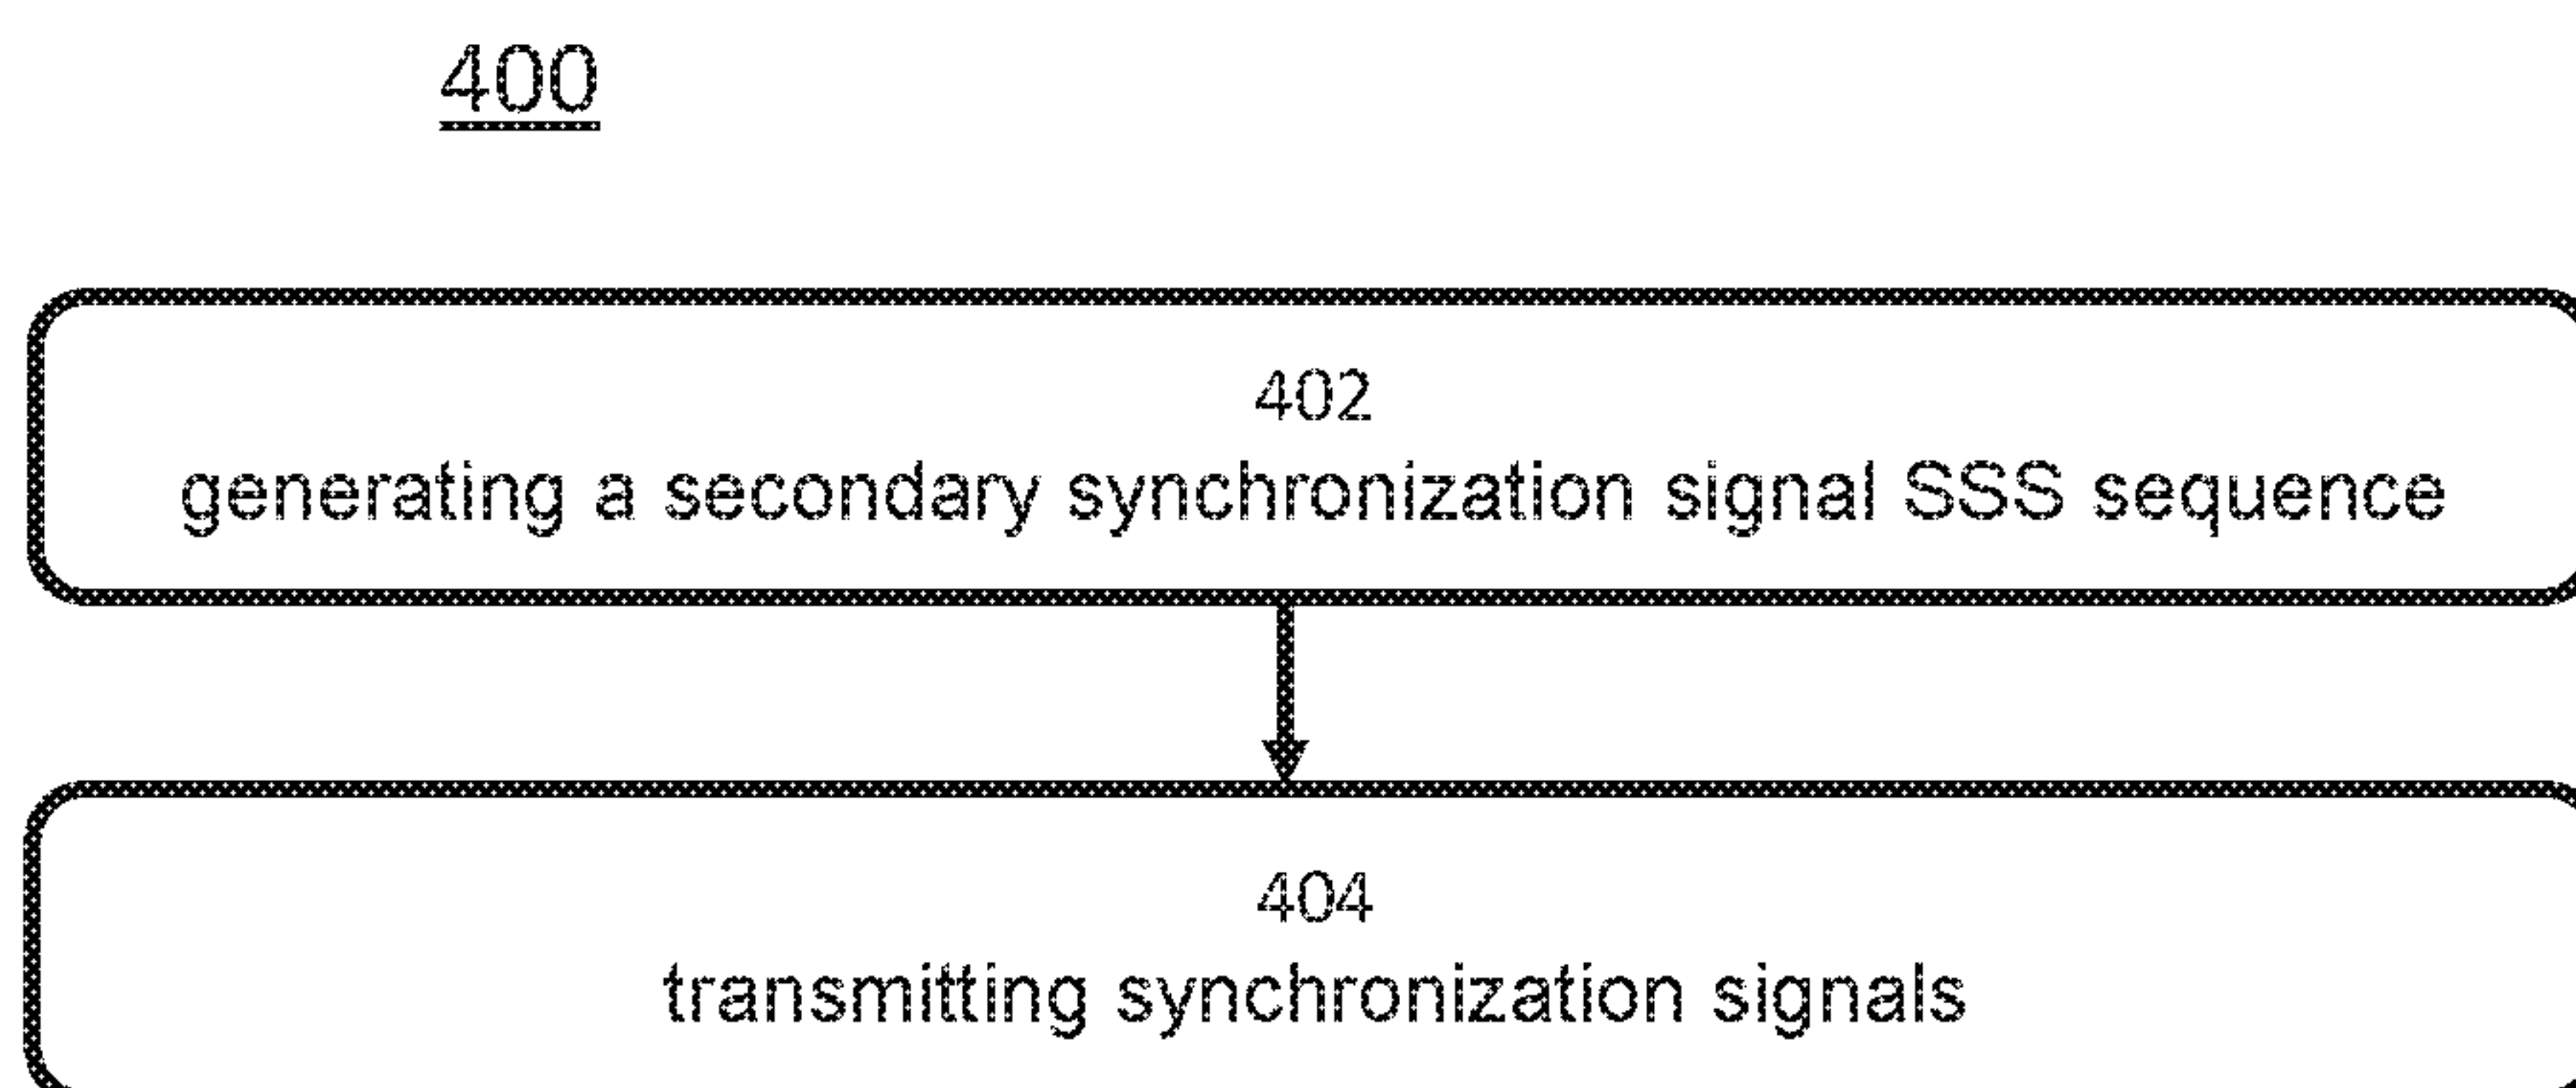 400
402
generating a secondary synchronization signal SSS sequence
404
transmitting synchronization signals